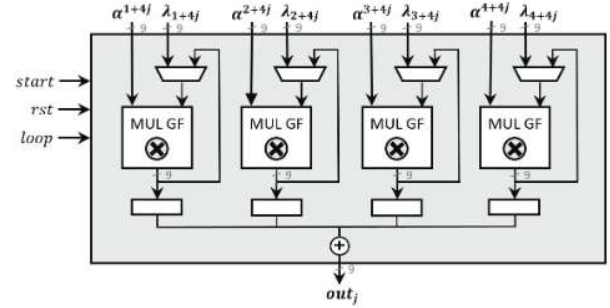 α¹⁺⁴ʲ λ₁₊₄ⱼ α²⁺⁴ʲ λ₂₊₄ⱼ α³⁺⁴ʲ λ₃₊₄ⱼ α⁴⁺⁴ʲ λ₄₊₄ⱼ
9 9 9 9 9 9 9 9
start
rst
loop
MUL GF MUL GF MUL GF MUL GF
9 9 9 9
9
outⱼ